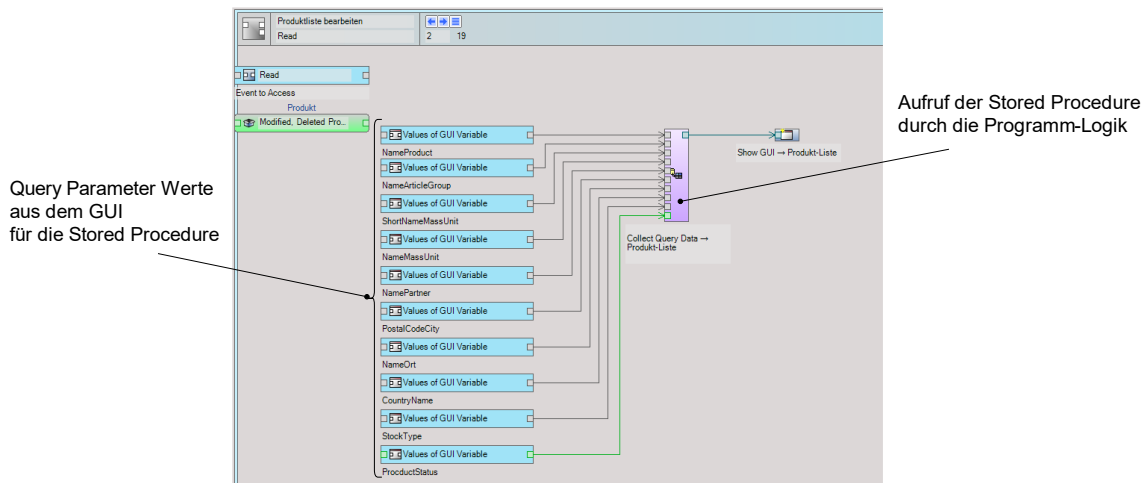 Produktliste bearbeiten
Read
2 19
Read
Event to Access
Produkt
Modified, Deleted Pro...
Values of GUI Variable
NameProduct
Values of GUI Variable
NameArticleGroup
Values of GUI Variable
ShortNameMassUnit
Values of GUI Variable
NameMassUnit
Values of GUI Variable
NamePartner
Values of GUI Variable
PostalCodeCity
Values of GUI Variable
NameOrt
Values of GUI Variable
CountryName
Values of GUI Variable
StockType
Values of GUI Variable
ProcductStatus
Collect Query Data →
Produkt-Liste
Show GUI → Produkt-Liste
Query Parameter Werte
aus dem GUI
für die Stored Procedure
Aufruf der Stored Procedure
durch die Programm-Logik